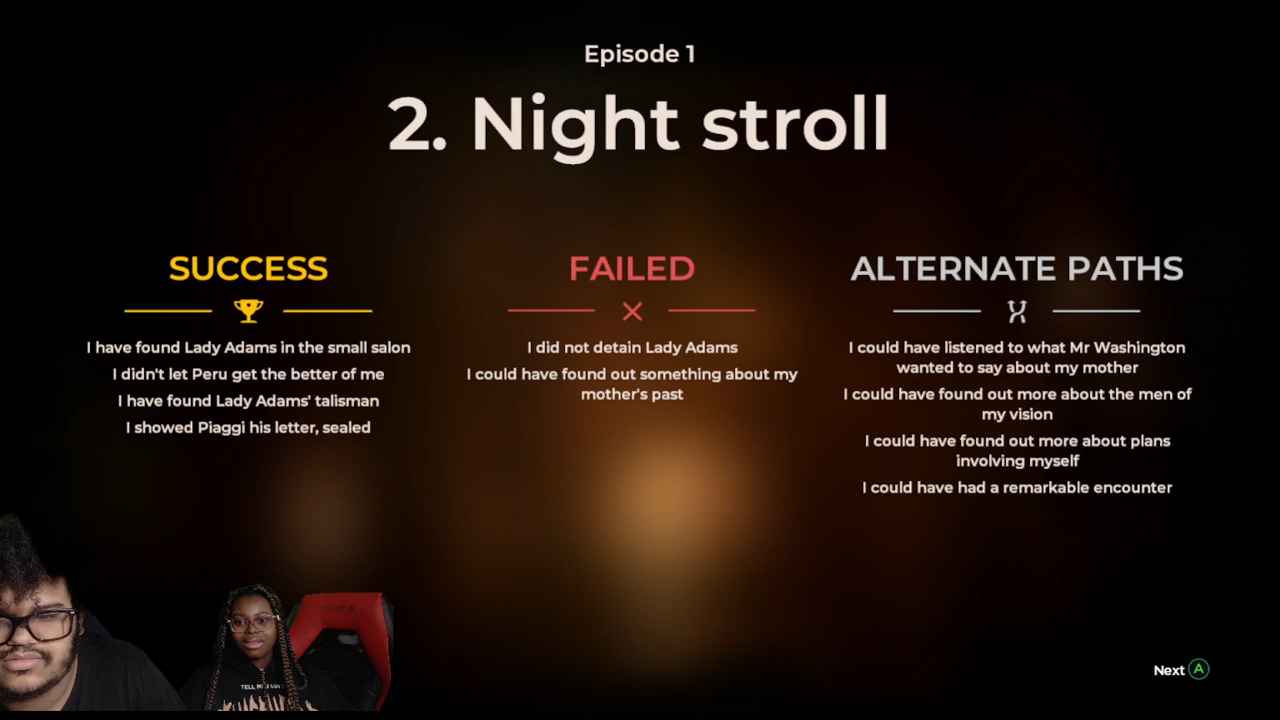 Episode 1
2. Night stroll
SUCCESS
I have found Lady Adams in the small salon
I didn't let Peru get the better of me
I have found Lady Adams' talisman
I showed Piaggi his letter, sealed
FAILED
I did not detain Lady Adams
I could have found out something about my
mother's past
ALTERNATE PATHS
I could have listened to what Mr Washington
wanted to say about my mother
I could have found out more about the men of
my vision
I could have found out more about plans
involving myself
I could have had a remarkable encounter
Next A
TELL